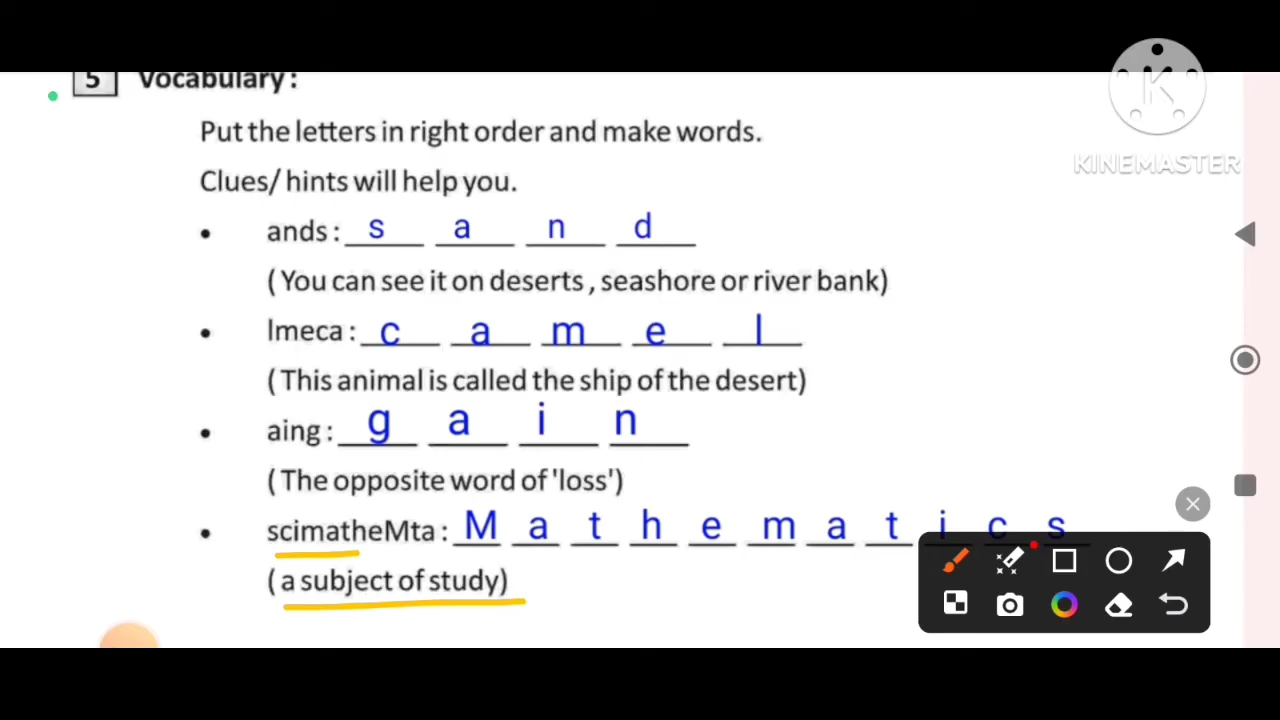 5 Vocabulary :
KINEMASTER
Put the letters in right order and make words.
Clues/ hints will help you.
• ands : s a n d
( You can see it on deserts , seashore or river bank)
• lmeca : c a m e l
( This animal is called the ship of the desert)
• aing : g a i n
( The opposite word of 'loss')
• scimatheMta : M a t h e m a t i c s
( a subject of study)